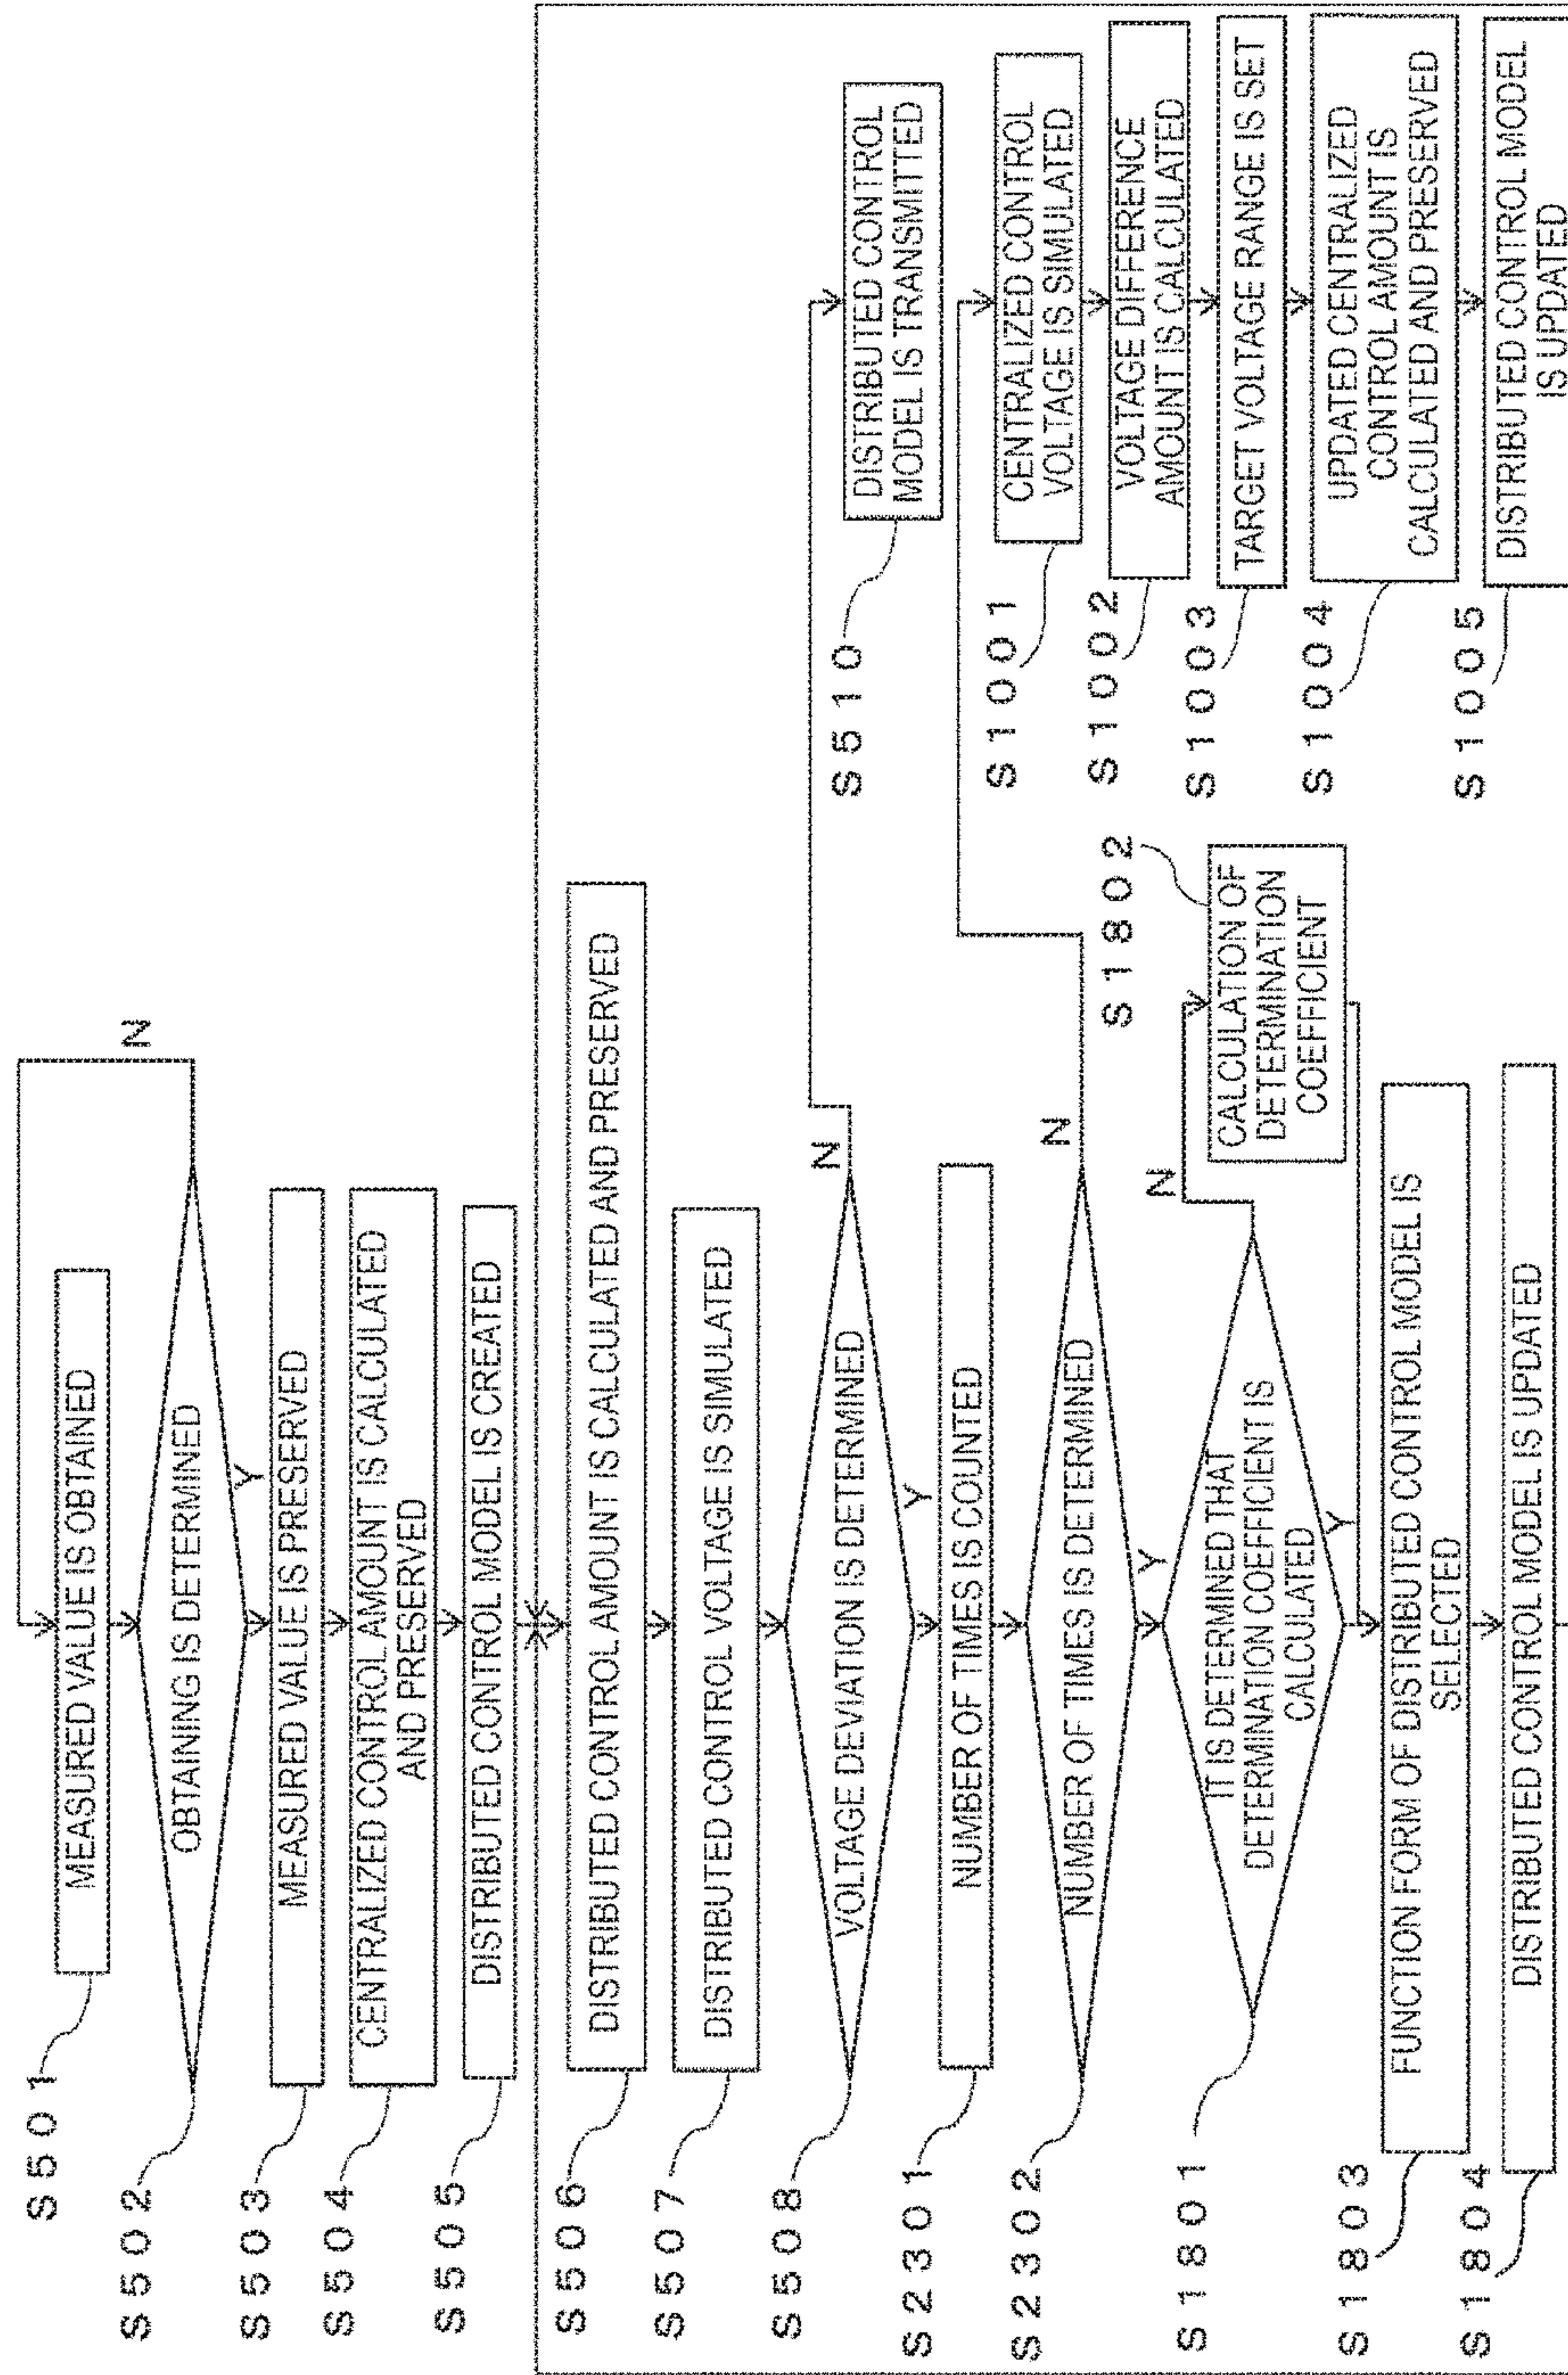 S501
MEASURED VALUE IS OBTAINED
N
S502
OBTAINING IS DETERMINED
Y
S503
MEASURED VALUE IS PRESERVED
S504
CENTRALIZED CONTROL AMOUNT IS CALCULATED
AND PRESERVED
S505
DISTRIBUTED CONTROL MODEL IS CREATED
S506
DISTRIBUTED CONTROL AMOUNT IS CALCULATED AND PRESERVED
S507
DISTRIBUTED CONTROL VOLTAGE IS SIMULATED
S508
VOLTAGE DEVIATION IS DETERMINED
N
Y
S510
DISTRIBUTED CONTROL
MODEL IS TRANSMITTED
S2301
NUMBER OF TIMES IS COUNTED
S2302
NUMBER OF TIMES IS DETERMINED
N
Y
S1801
IT IS DETERMINED THAT
DETERMINATION COEFFICIENT IS
CALCULATED
N
Y
S1802
CALCULATION OF
DETERMINATION
COEFFICIENT
S1803
FUNCTION FORM OF DISTRIBUTED CONTROL MODEL IS
SELECTED
S1804
DISTRIBUTED CONTROL MODEL IS UPDATED
S1001
CENTRALIZED CONTROL
VOLTAGE IS SIMULATED
S1002
VOLTAGE DIFFERENCE
AMOUNT IS CALCULATED
S1003
TARGET VOLTAGE RANGE IS SET
S1004
UPDATED CENTRALIZED
CONTROL AMOUNT IS
CALCULATED AND PRESERVED
S1005
DISTRIBUTED CONTROL MODEL
IS UPDATED